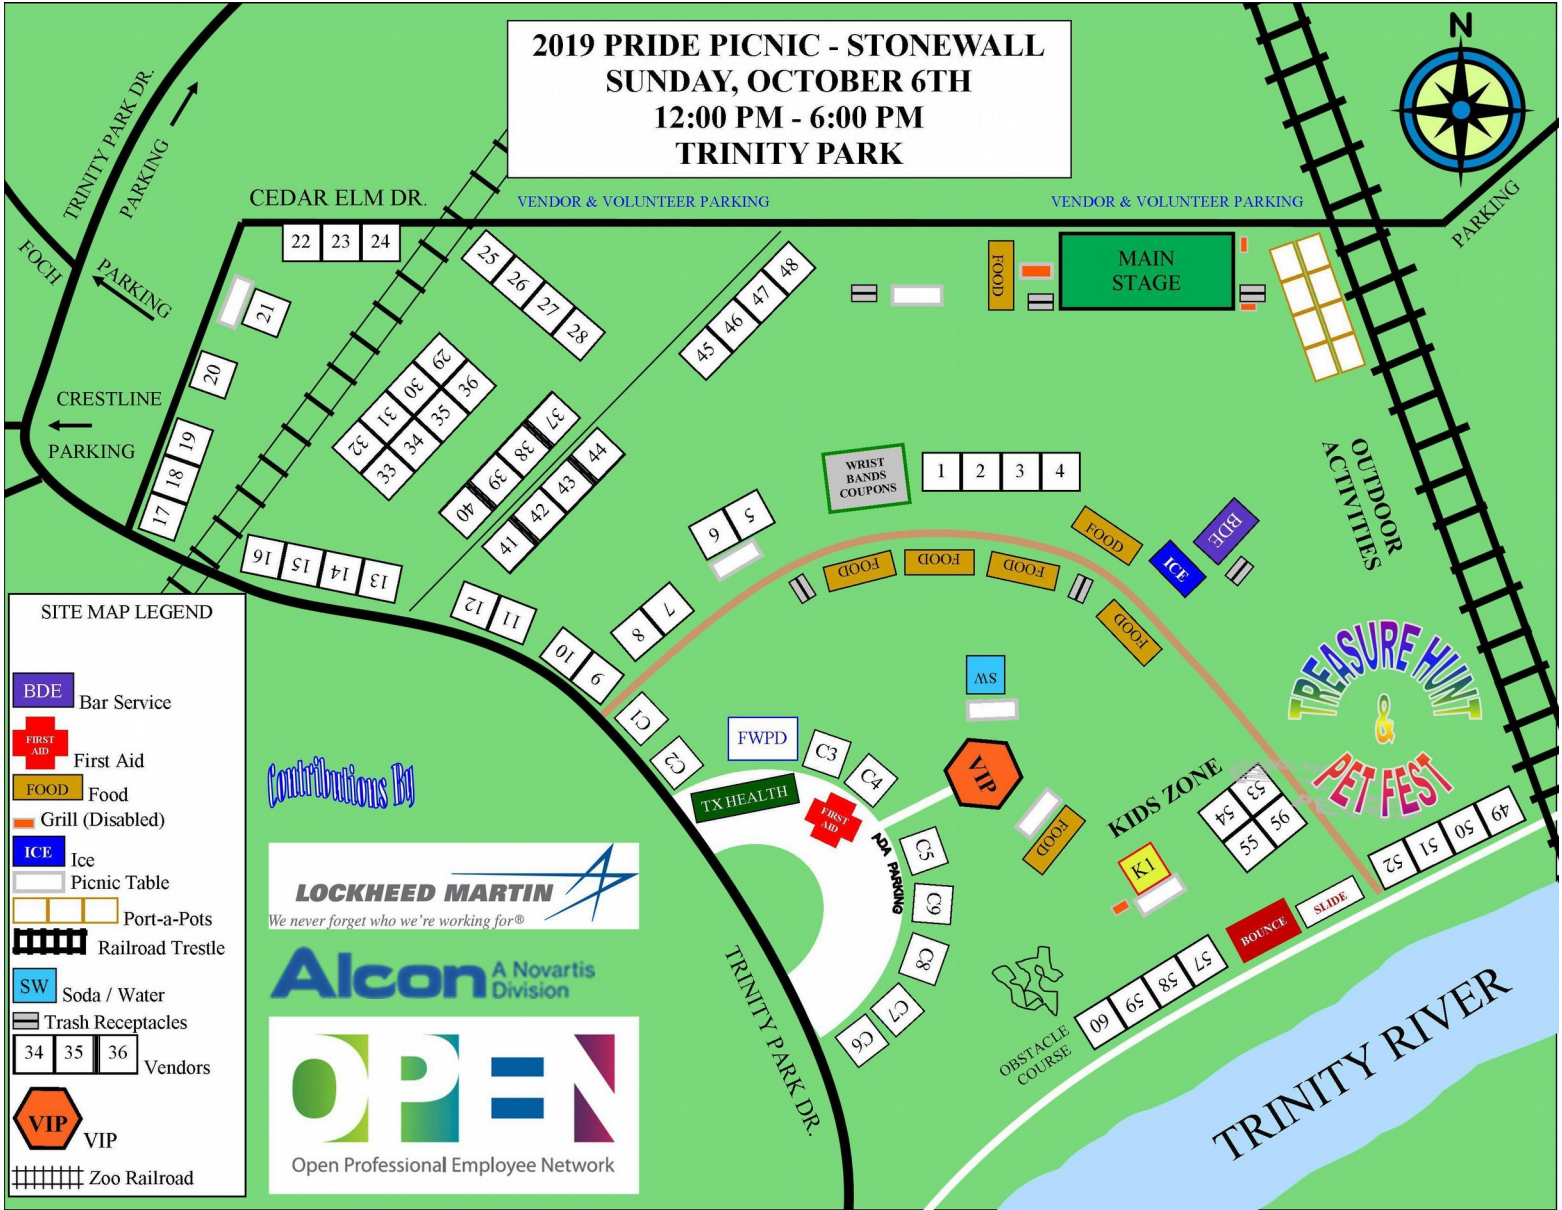 2019 PRIDE PICNIC - STONEWALL
SUNDAY, OCTOBER 6TH
12:00 PM - 6:00 PM
TRINITY PARK
N
TRINITY PARK DR.
PARKING
CEDAR ELM DR.
VENDOR & VOLUNTEER PARKING
VENDOR & VOLUNTEER PARKING
PARKING
FOCH
PARKING
22 23 24
25 26 27 28
45 46 47 48
FOOD
MAIN
STAGE
21
20
CRESTLINE
PARKING
19
18
17
29 30 31 32
33 34 35 36
37 38 39 40
41 42 43 44
WRIST
BANDS
COUPONS
1 2 3 4
OUTDOOR
ACTIVITIES
6 5
FOOD
BDE
ICE
FOOD FOOD FOOD
FOOD
16 15 14 13
12 11
10 9
8 7
SW
C1
C2
FWPD
C3
C4
TX HEALTH
FIRST
AID
ADA PARKING
VIP
FOOD
C5
C9
C8
C7
C6
KIDS ZONE
K1
53
54
55
56
TREASURE HUNT
&
PET FEST
52 51 50 49
SLIDE
BOUNCE
60 59 58 57
OBSTACLE
COURSE
TRINITY RIVER
TRINITY PARK DR.
SITE MAP LEGEND
BDE Bar Service
FIRST
AID
First Aid
FOOD Food
Grill (Disabled)
ICE Ice
Picnic Table
Port-a-Pots
Railroad Trestle
SW Soda / Water
Trash Receptacles
34 35 36 Vendors
VIP VIP
Zoo Railroad
Contributions By
LOCKHEED MARTIN
We never forget who we're working for®
Alcon A Novartis
Division
OPEN
Open Professional Employee Network